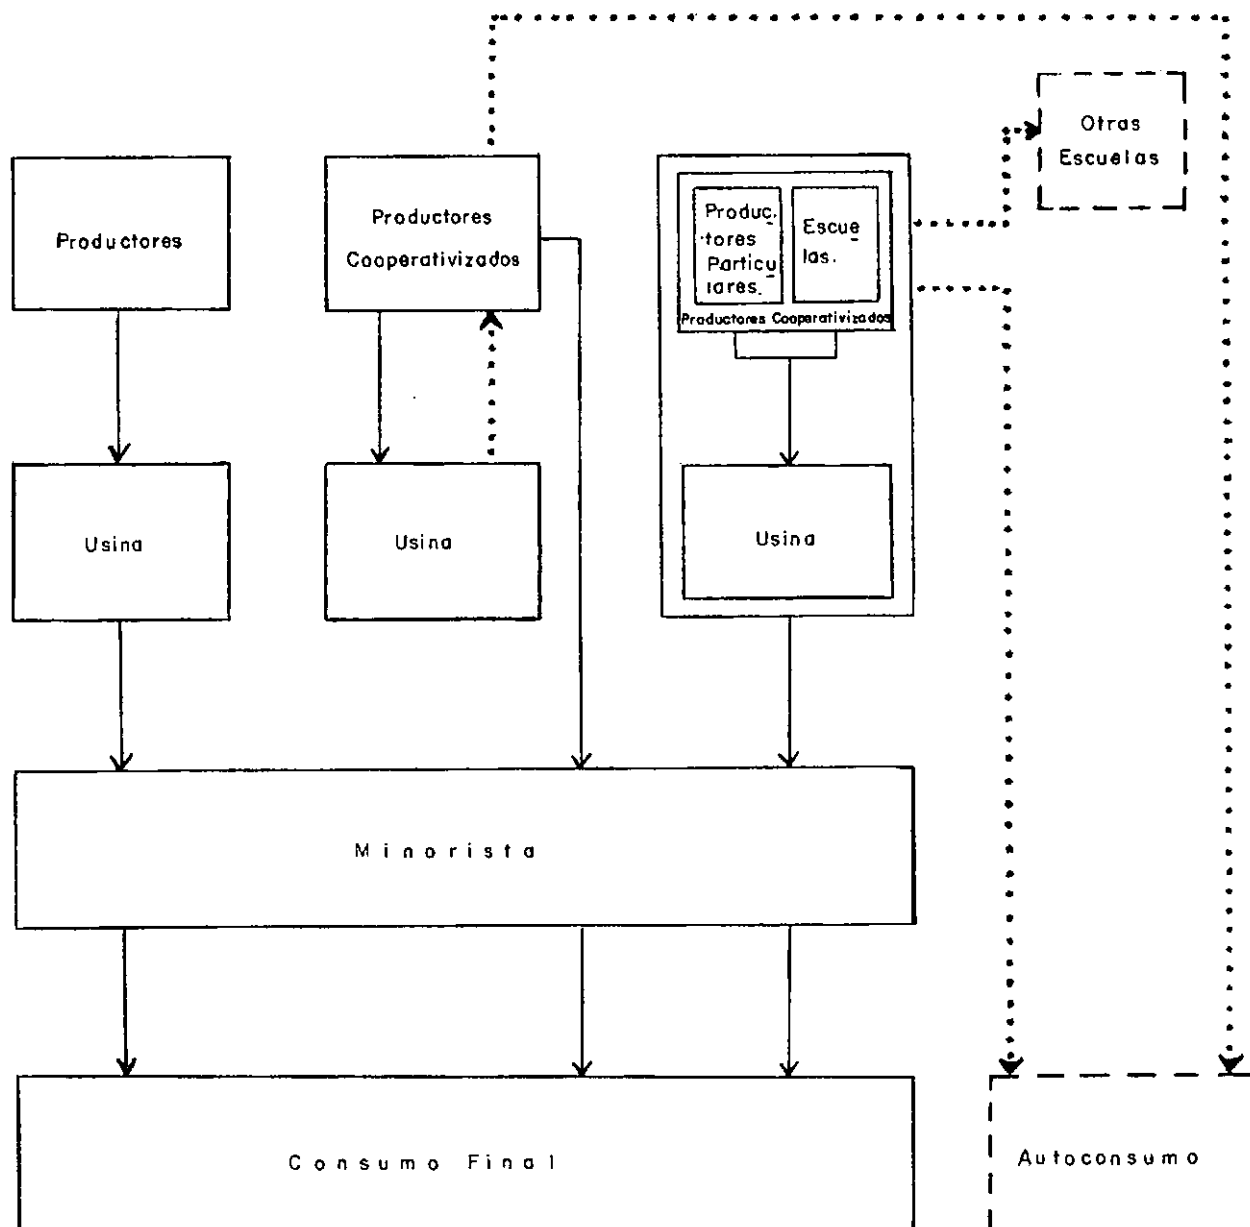 Otras
Escuelas
Productores
Productores
Cooperativizados
Produc.
tores
Particu
lares.
Escue
las.
Productores Cooperativizados
Usina
Usina
Usina
Minorista
Consumo Final
Autoconsumo